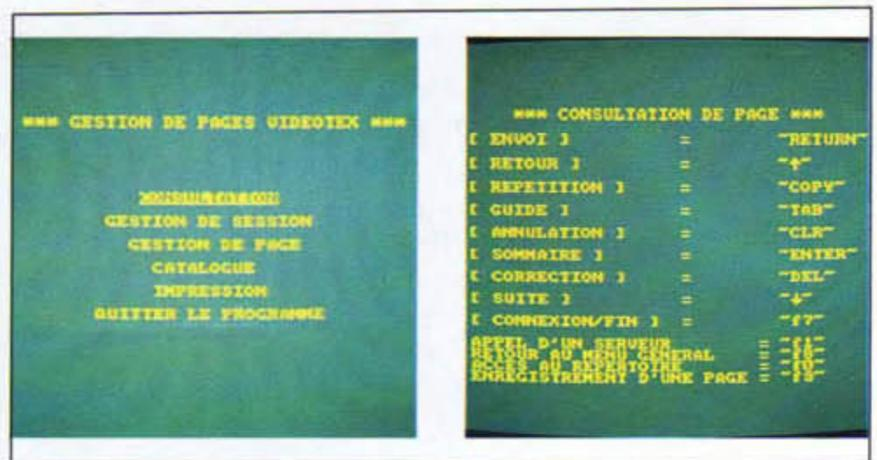 *** GESTION DE PAGES VIDEOTEX ***
GESTION DE SESSION
GESTION DE PAGE
CATALOGUE
IMPRESSION
QUITTER LE PROGRAMME
*** CONSULTATION DE PAGE ***
[ ENVOI ] = "RETURN"
[ RETOUR ] = "↑"
[ REPETITION ] = "COPY"
[ GUIDE ] = "TAB"
[ ANNULATION ] = "CLR"
[ SOMMAIRE ] = "ENTER"
[ CORRECTION ] = "DEL"
[ SUITE ] = "↓"
[ CONNEXION/FIN ] = "f7"
APPEL D'UN SERVEUR = "f1"
RETOUR AU MENU GENERAL =
ACCES AU REPERTOIRE =
ENREGISTREMENT D'UNE PAGE =